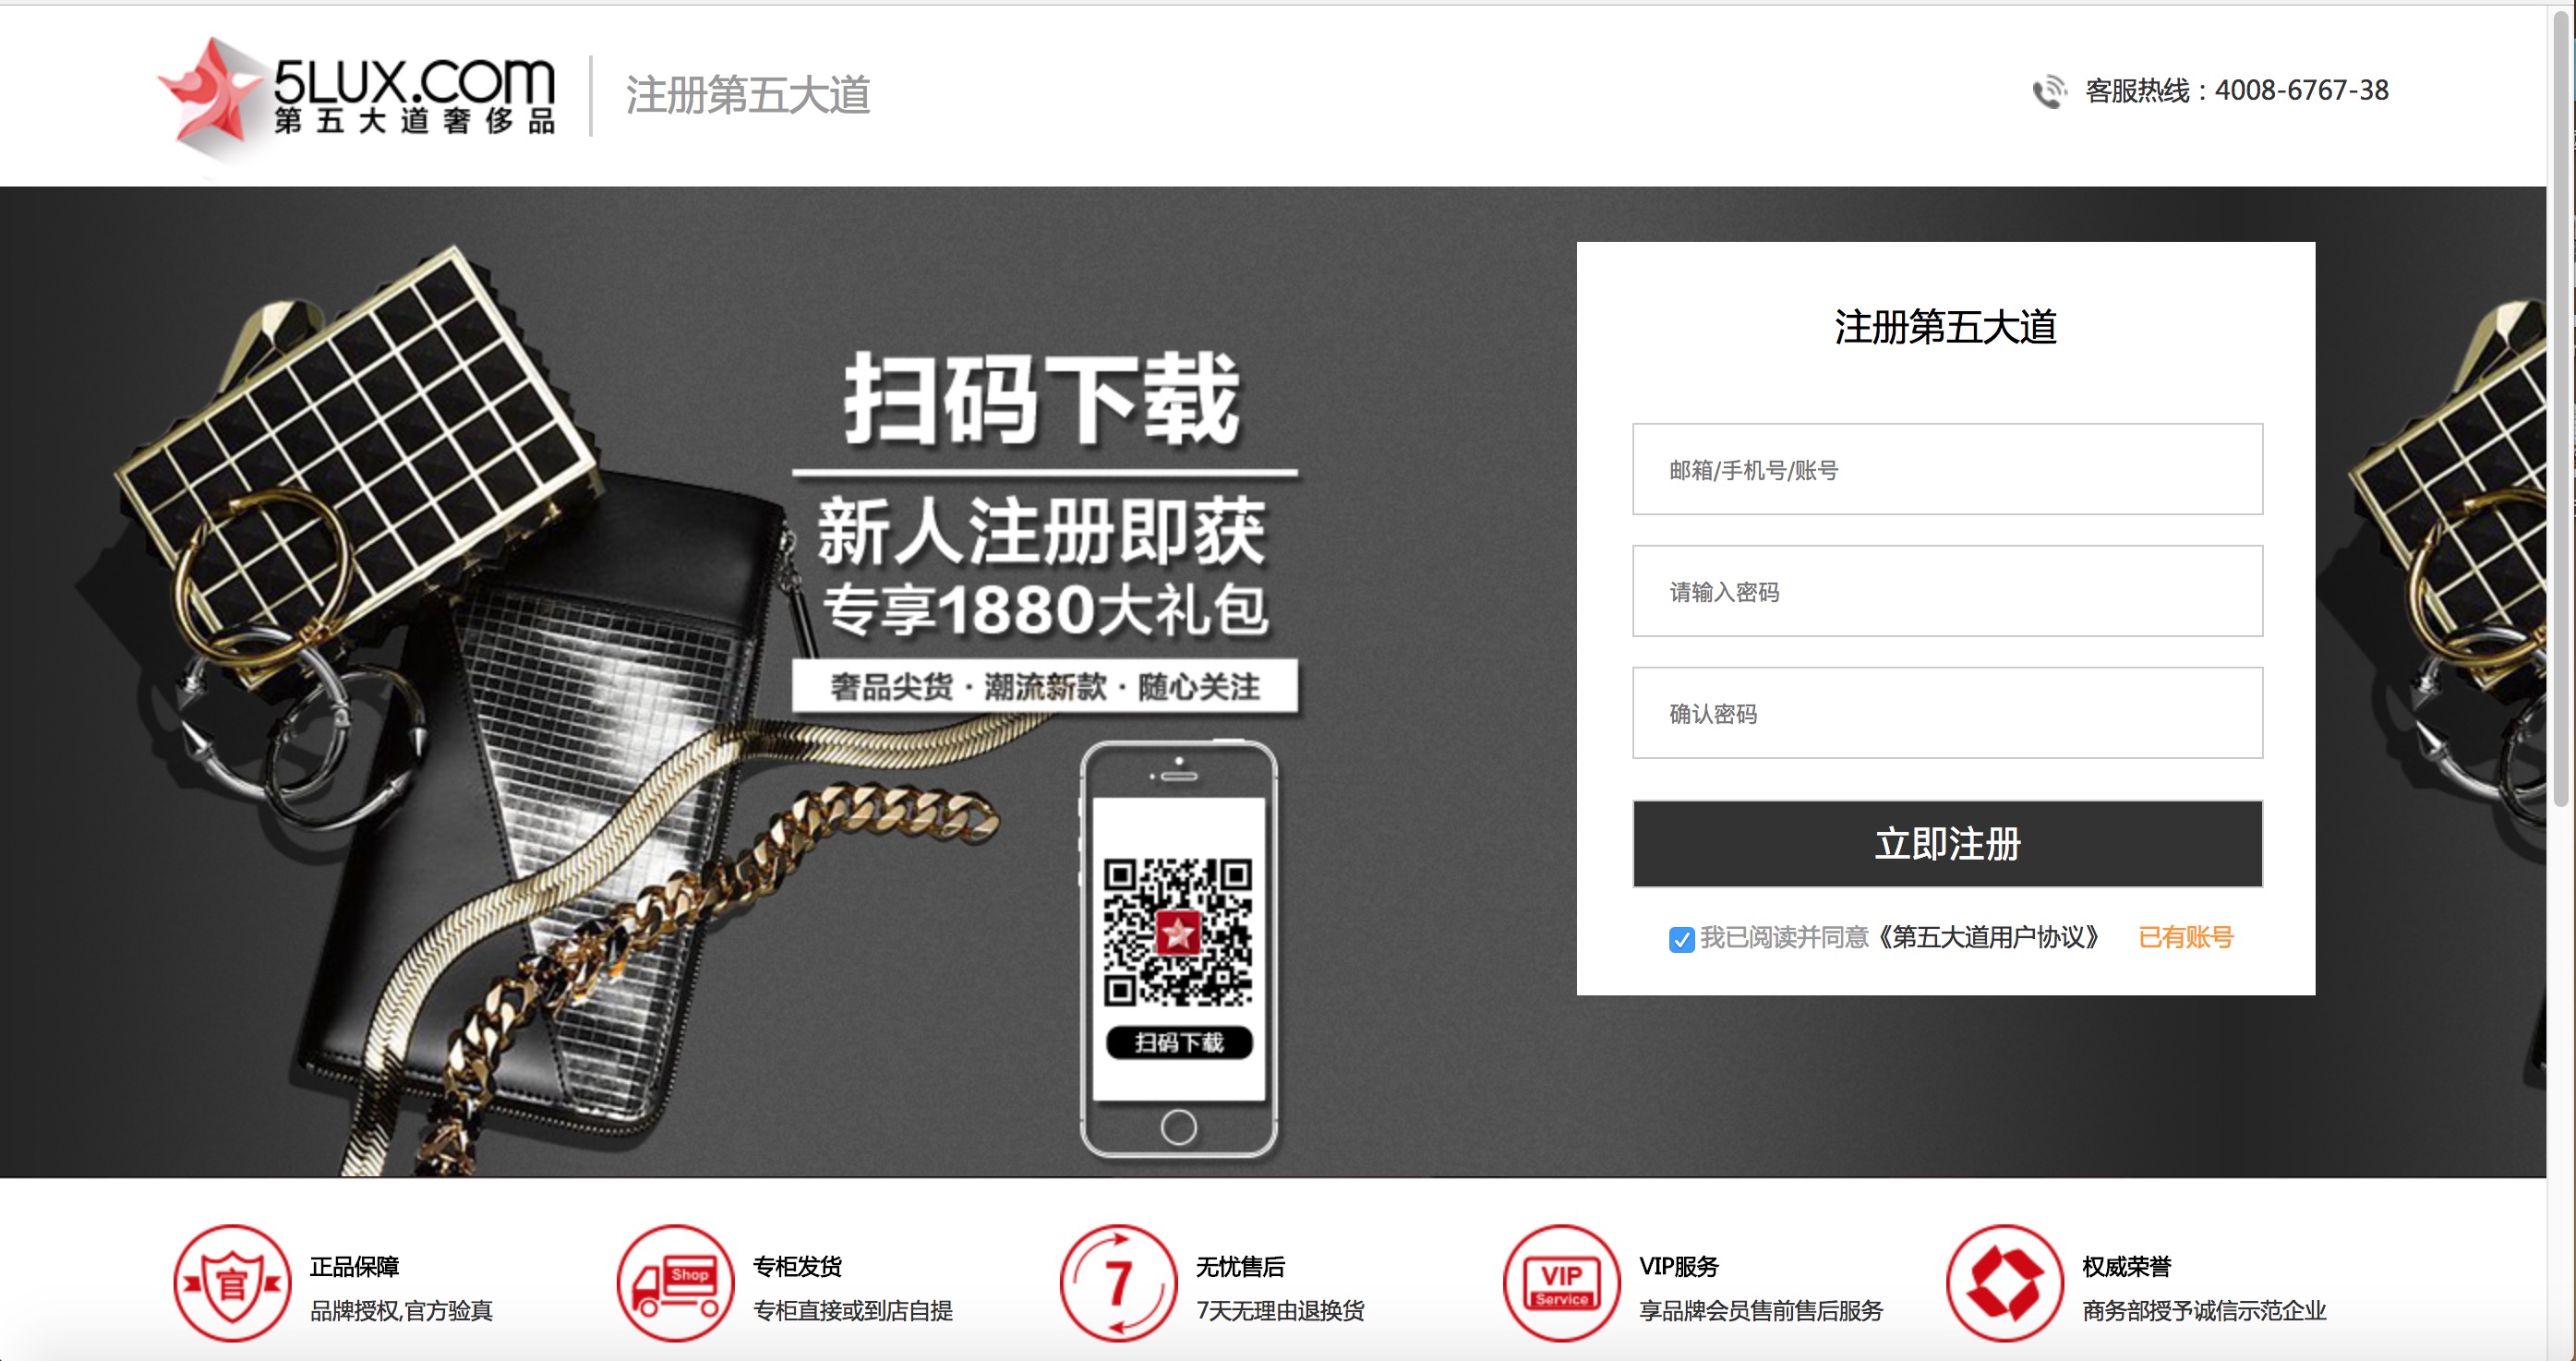 5LUX.COM
第五大道奢侈品
注册第五大道
客服热线：4008-6767-38
扫码下载
新人注册即获
专享1880大礼包
奢品尖货·潮流新款·随心关注
扫码下载
注册第五大道
邮箱/手机号/账号
请输入密码
确认密码
立即注册
我已阅读并同意《第五大道用户协议》 已有账号
官
正品保障
品牌授权,官方验真
Shop
专柜发货
专柜直接或到店自提
7
无忧售后
7天无理由退换货
VIP
Service
VIP服务
享品牌会员售前售后服务
权威荣誉
商务部授予诚信示范企业